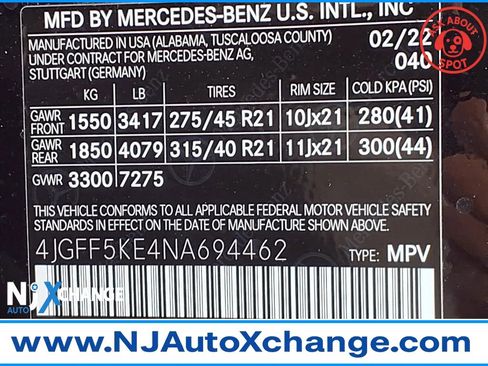 MFD BY MERCEDES-BENZ U.S. INTL., INC
MANUFACTURED IN USA (ALABAMA, TUSCALOOSA COUNTY)
UNDER CONTRACT FOR MERCEDES-BENZ AG,
STUTTGART (GERMANY)
02/22
040
ASK ABOUT
SPOT
KG LB TIRES RIM SIZE COLD KPA (PSI)
GAWR FRONT 1550 3417 275/45 R21 10Jx21 280(41)
GAWR REAR 1850 4079 315/40 R21 11Jx21 300(44)
GVWR 3300 7275
THIS VEHICLE CONFORMS TO ALL APPLICABLE FEDERAL MOTOR
VEHICLE SAFETY STANDARDS IN EFFECT ON THE
DATE OF MANUFACTURE SHOWN ABOVE.
4JGFF5KE4NA694462 TYPE: MPV
NJ XCHANGE
AUTO
www.NJAutoXchange.com